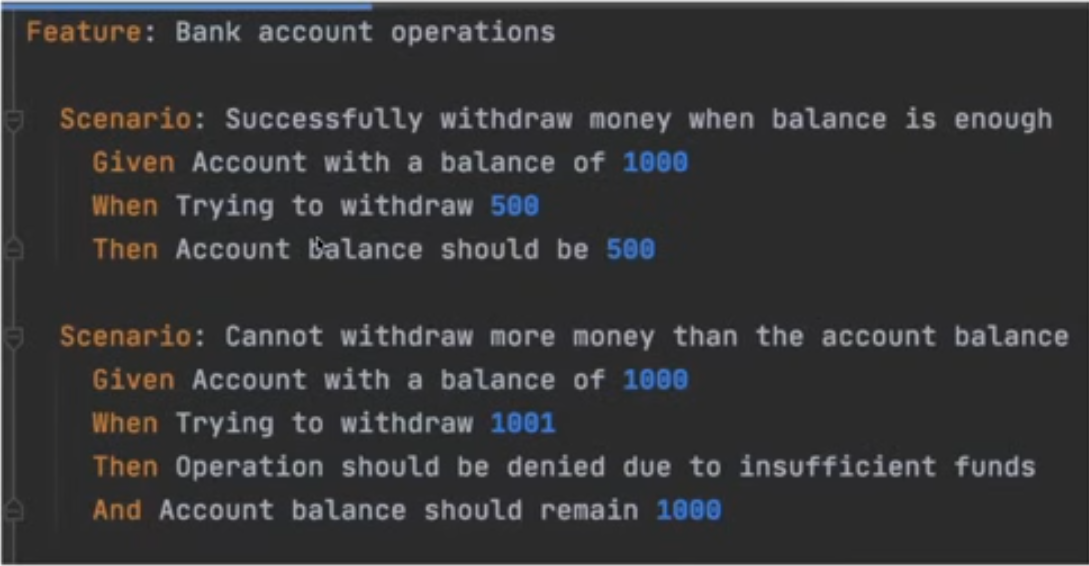 Feature: Bank account operations
Scenario: Successfully withdraw money when balance is enough
Given Account with a balance of 1000
When Trying to withdraw 500
Then Account balance should be 500
Scenario: Cannot withdraw more money than the account balance
Given Account with a balance of 1000
When Trying to withdraw 1001
Then Operation should be denied due to insufficient funds
And Account balance should remain 1000